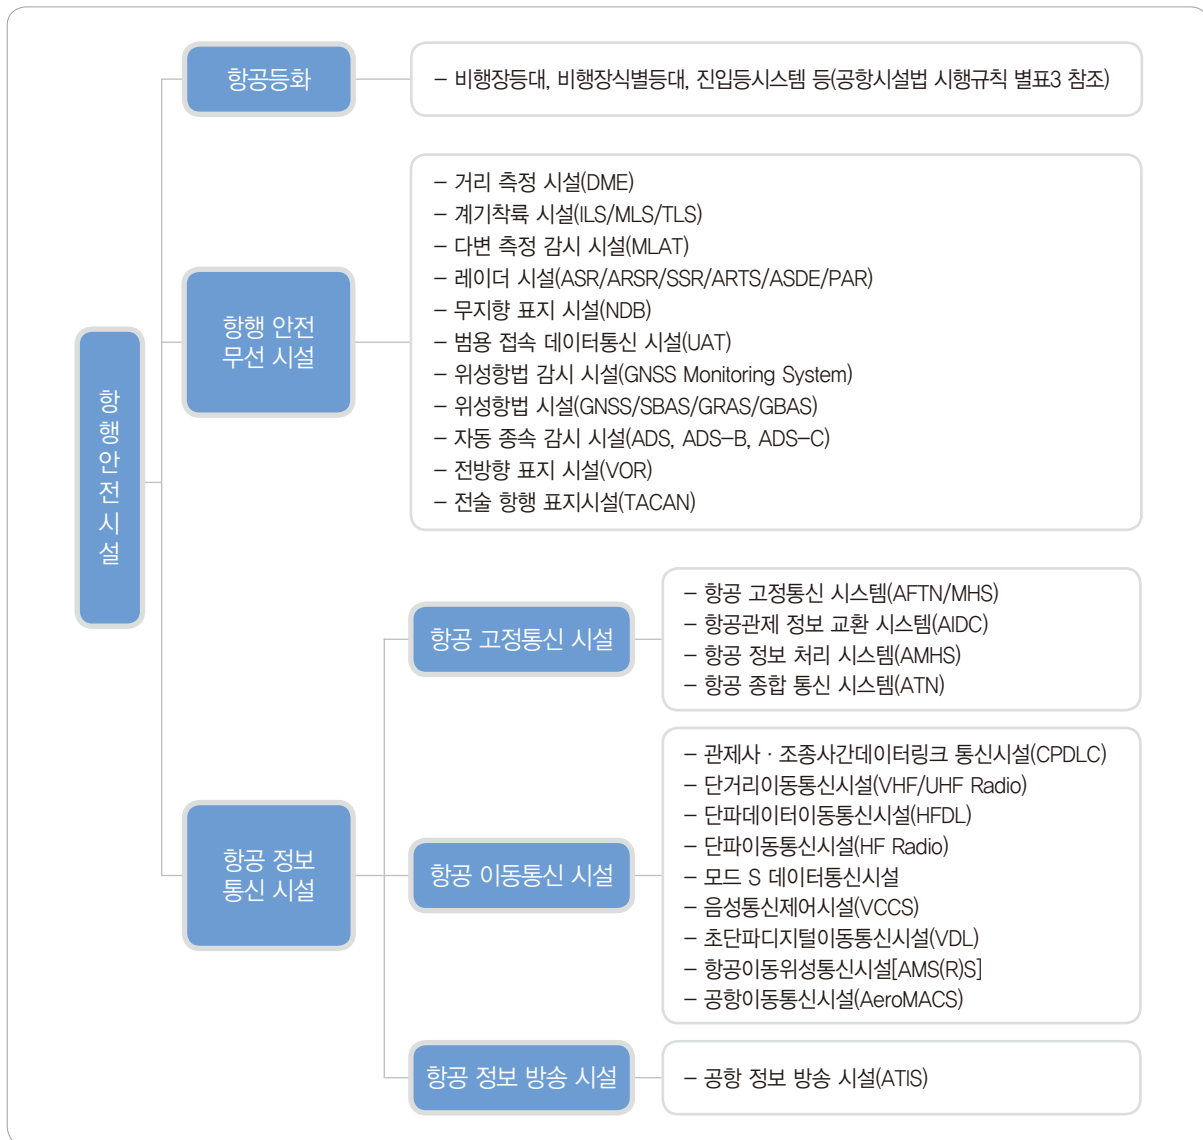 항행안전시설
항공등화
– 비행장등대, 비행장식별등대, 진입등시스템 등(공항시설법 시행규칙 별표3 참조)
항행 안전
무선 시설
– 거리 측정 시설(DME)
– 계기착륙 시설(ILS/MLS/TLS)
– 다변 측정 감시 시설(MLAT)
– 레이더 시설(ASR/ARSR/SSR/ARTS/ASDE/PAR)
– 무지향 표지 시설(NDB)
– 범용 접속 데이터통신 시설(UAT)
– 위성항법 감시 시설(GNSS Monitoring System)
– 위성항법 시설(GNSS/SBAS/GRAS/GBAS)
– 자동 종속 감시 시설(ADS, ADS–B, ADS–C)
– 전방향 표지 시설(VOR)
– 전술 항행 표지시설(TACAN)
항공 정보
통신 시설
항공 고정통신 시설
– 항공 고정통신 시스템(AFTN/MHS)
– 항공관제 정보 교환 시스템(AIDC)
– 항공 정보 처리 시스템(AMHS)
– 항공 종합 통신 시스템(ATN)
항공 이동통신 시설
– 관제사 · 조종사간데이터링크 통신시설(CPDLC)
– 단거리이동통신시설(VHF/UHF Radio)
– 단파데이터이동통신시설(HFDL)
– 단파이동통신시설(HF Radio)
– 모드 S 데이터통신시설
– 음성통신제어시설(VCCS)
– 초단파디지털이동통신시설(VDL)
– 항공이동위성통신시설[AMS(R)S]
– 공항이동통신시설(AeroMACS)
항공 정보 방송 시설
– 공항 정보 방송 시설(ATIS)